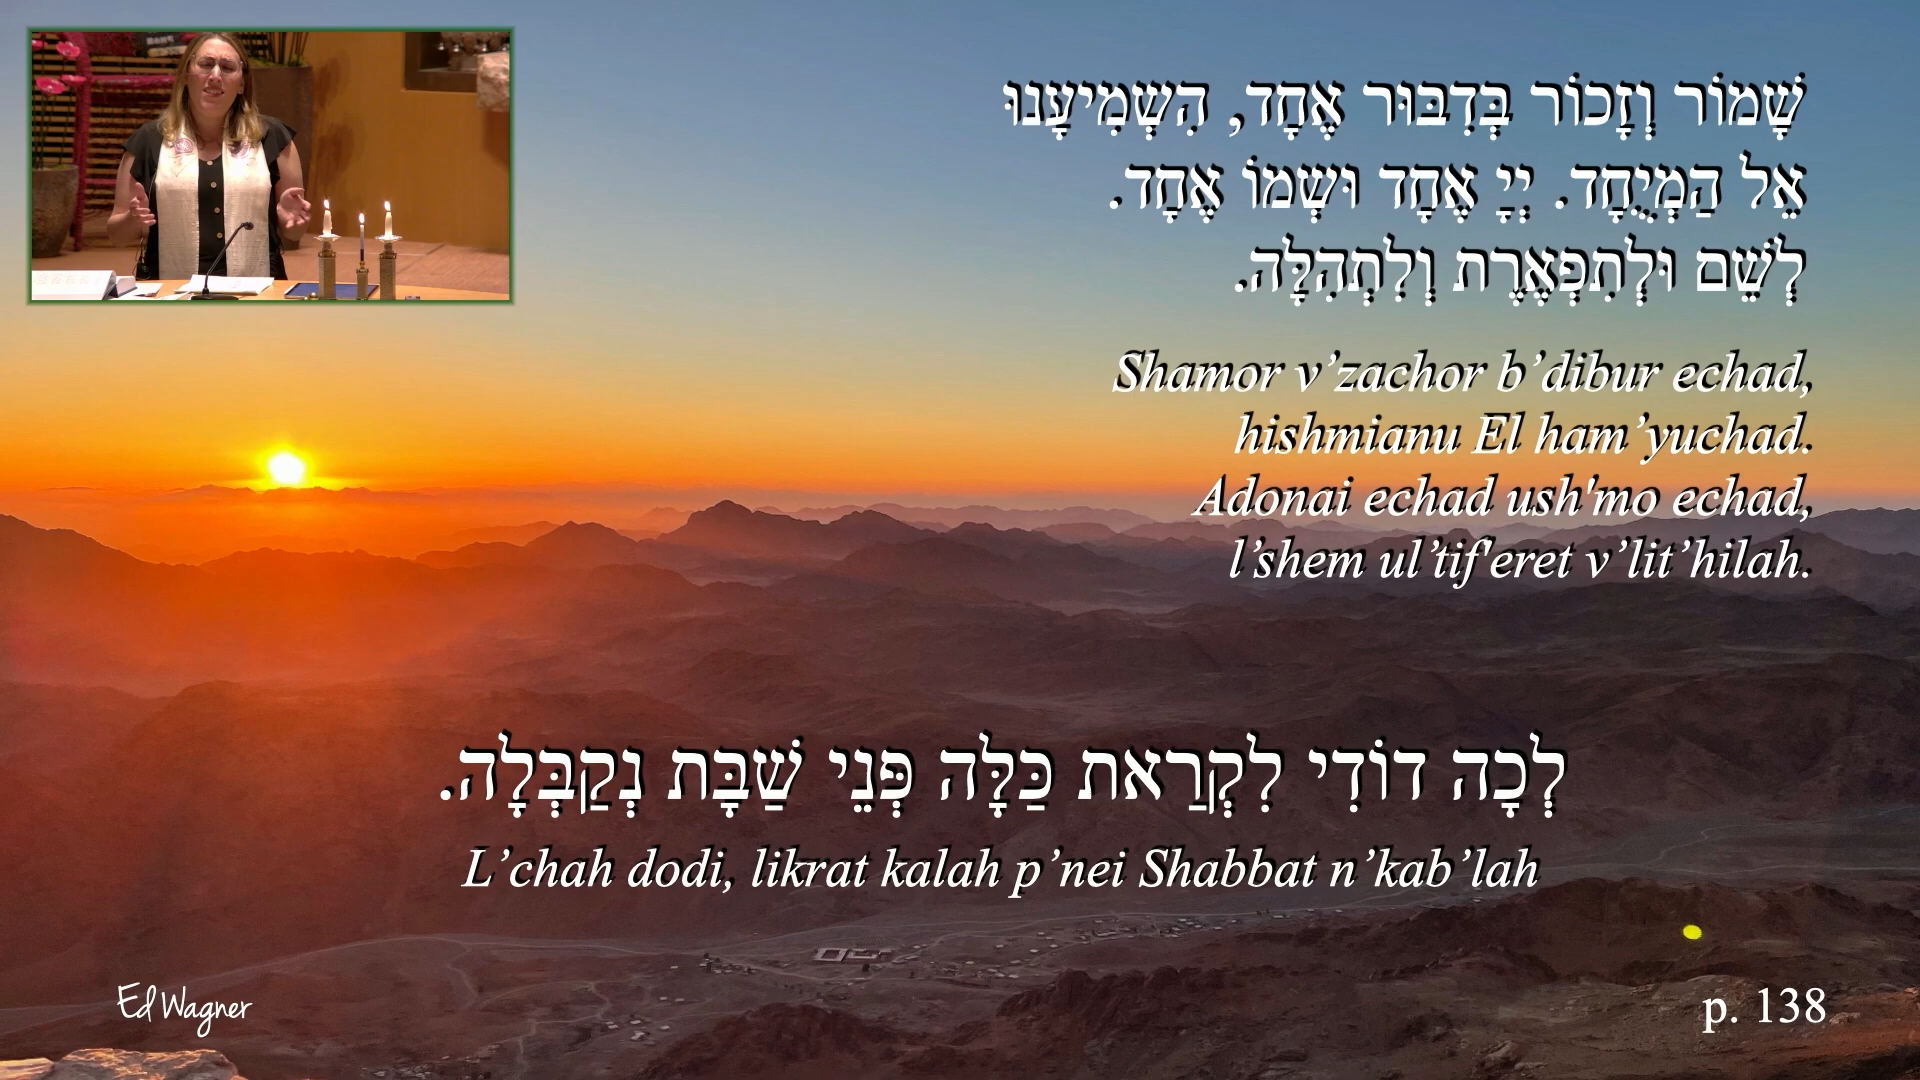 שָׁמוֹר וְזָכוֹר בְּדִבּוּר אֶחָד, הִשְׁמִיעָנוּ
אֵל הַמְיֻחָד. יְיָ אֶחָד וּשְׁמוֹ אֶחָד.
לְשֵׁם וּלְתִפְאֶרֶת וְלִתְהִלָּה.
Shamor v’zachor b’dibur echad,
hishmianu El ham’yuchad.
Adonai echad ush'mo echad,
l’shem ul’tif'eret v’lit’hilah.
לְכָה דוֹדִי לִקְרַאת כַּלָּה פְּנֵי שַׁבָּת נְקַבְּלָה.
L’chah dodi, likrat kalah p’nei Shabbat n’kab’lah
Ed Wagner
p. 138